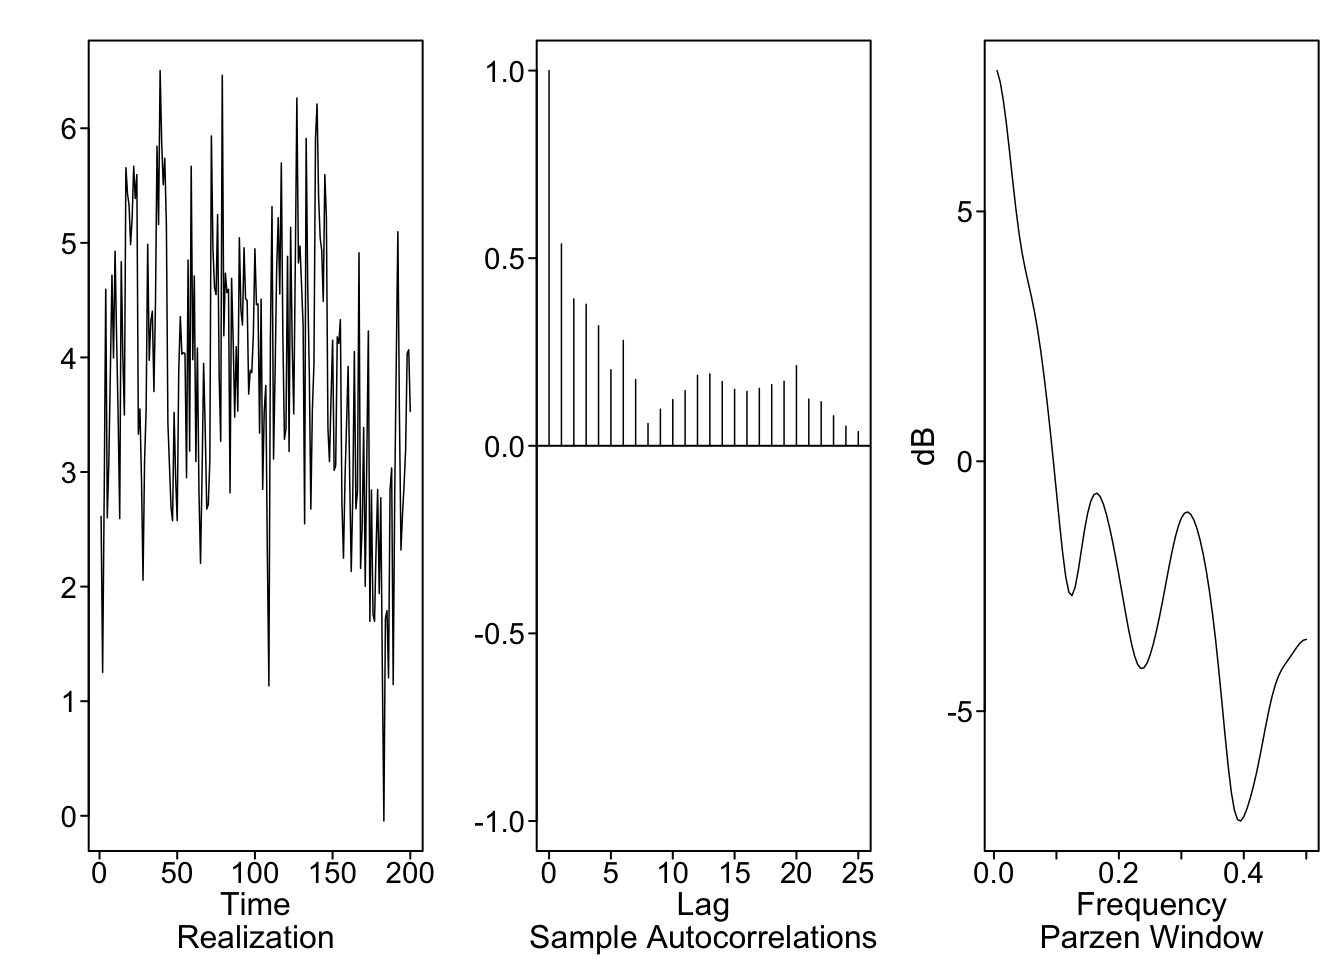 6
5
4
3
2
1
0
0 50 100 150 200
Time
Realization
1.0
0.5
0.0
-0.5
-1.0
0 5 10 15 20 25
Lag
Sample Autocorrelations
dB
5
0
-5
0.0 0.2 0.4
Frequency
Parzen Window